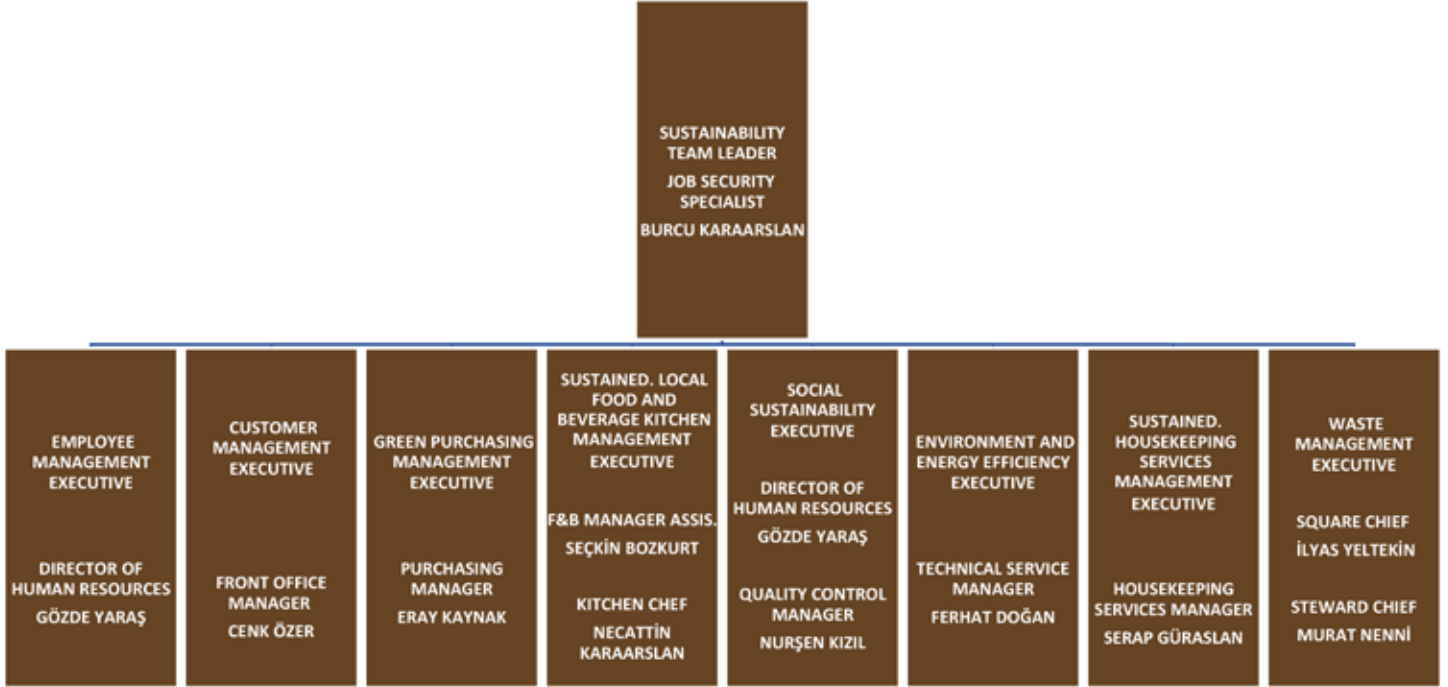 SUSTAINABILITY
TEAM LEADER
JOB SECURITY
SPECIALIST
BURCU KARAARSLAN
EMPLOYEE
MANAGEMENT
EXECUTIVE
DIRECTOR OF
HUMAN RESOURCES
GÖZDE YARAŞ
CUSTOMER
MANAGEMENT
EXECUTIVE
FRONT OFFICE
MANAGER
CENK ÖZER
GREEN PURCHASING
MANAGEMENT
EXECUTIVE
PURCHASING
MANAGER
ERAY KAYNAK
SUSTAINED. LOCAL
FOOD AND
BEVERAGE KITCHEN
MANAGEMENT
EXECUTIVE
F&B MANAGER ASSIS.
SEÇKİN BOZKURT
KITCHEN CHEF
NECATTİN
KARAARSLAN
SOCIAL
SUSTAINABILITY
EXECUTIVE
DIRECTOR OF
HUMAN RESOURCES
GÖZDE YARAŞ
QUALITY CONTROL
MANAGER
NURŞEN KIZIL
ENVIRONMENT AND
ENERGY EFFICIENCY
EXECUTIVE
TECHNICAL SERVICE
MANAGER
FERHAT DOĞAN
SUSTAINED.
HOUSEKEEPING
SERVICES
MANAGEMENT
EXECUTIVE
HOUSEKEEPING
SERVICES MANAGER
SERAP GÜRASLAN
WASTE
MANAGEMENT
EXECUTIVE
SQUARE CHIEF
İLYAS YELTEKİN
STEWARD CHIEF
MURAT NENNİ